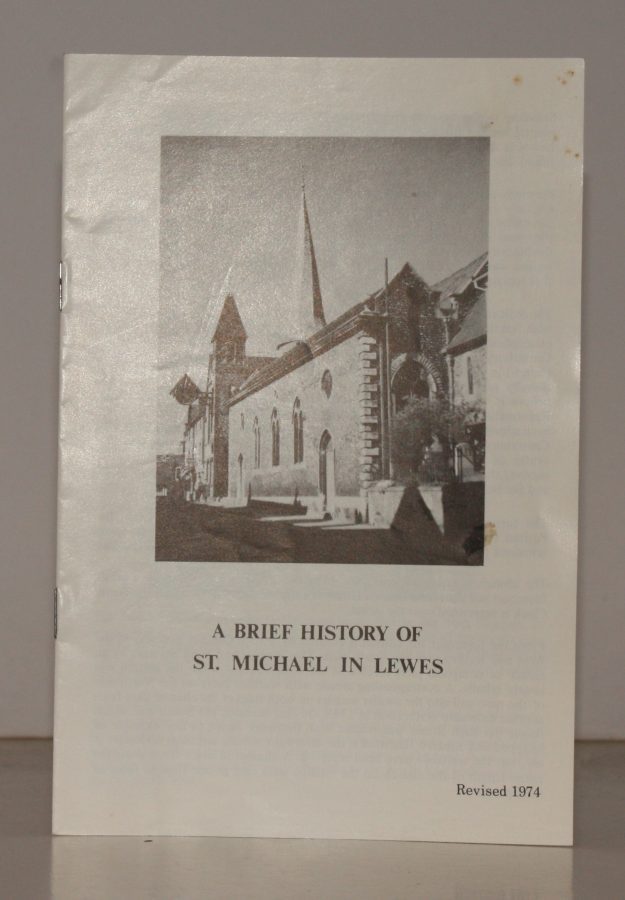 A BRIEF HISTORY OF
ST. MICHAEL IN LEWES
Revised 1974